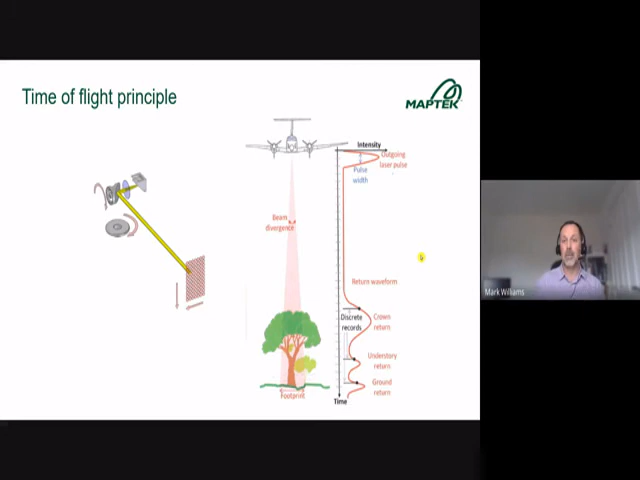 Time of flight principle
MAPTEK
Intensity
Outgoing
laser pulse
Pulse
width
Beam
divergence
Return waveform
Discrete
records
Crown
return
Understory
return
Ground
return
Footprint
Time
Mark Williams